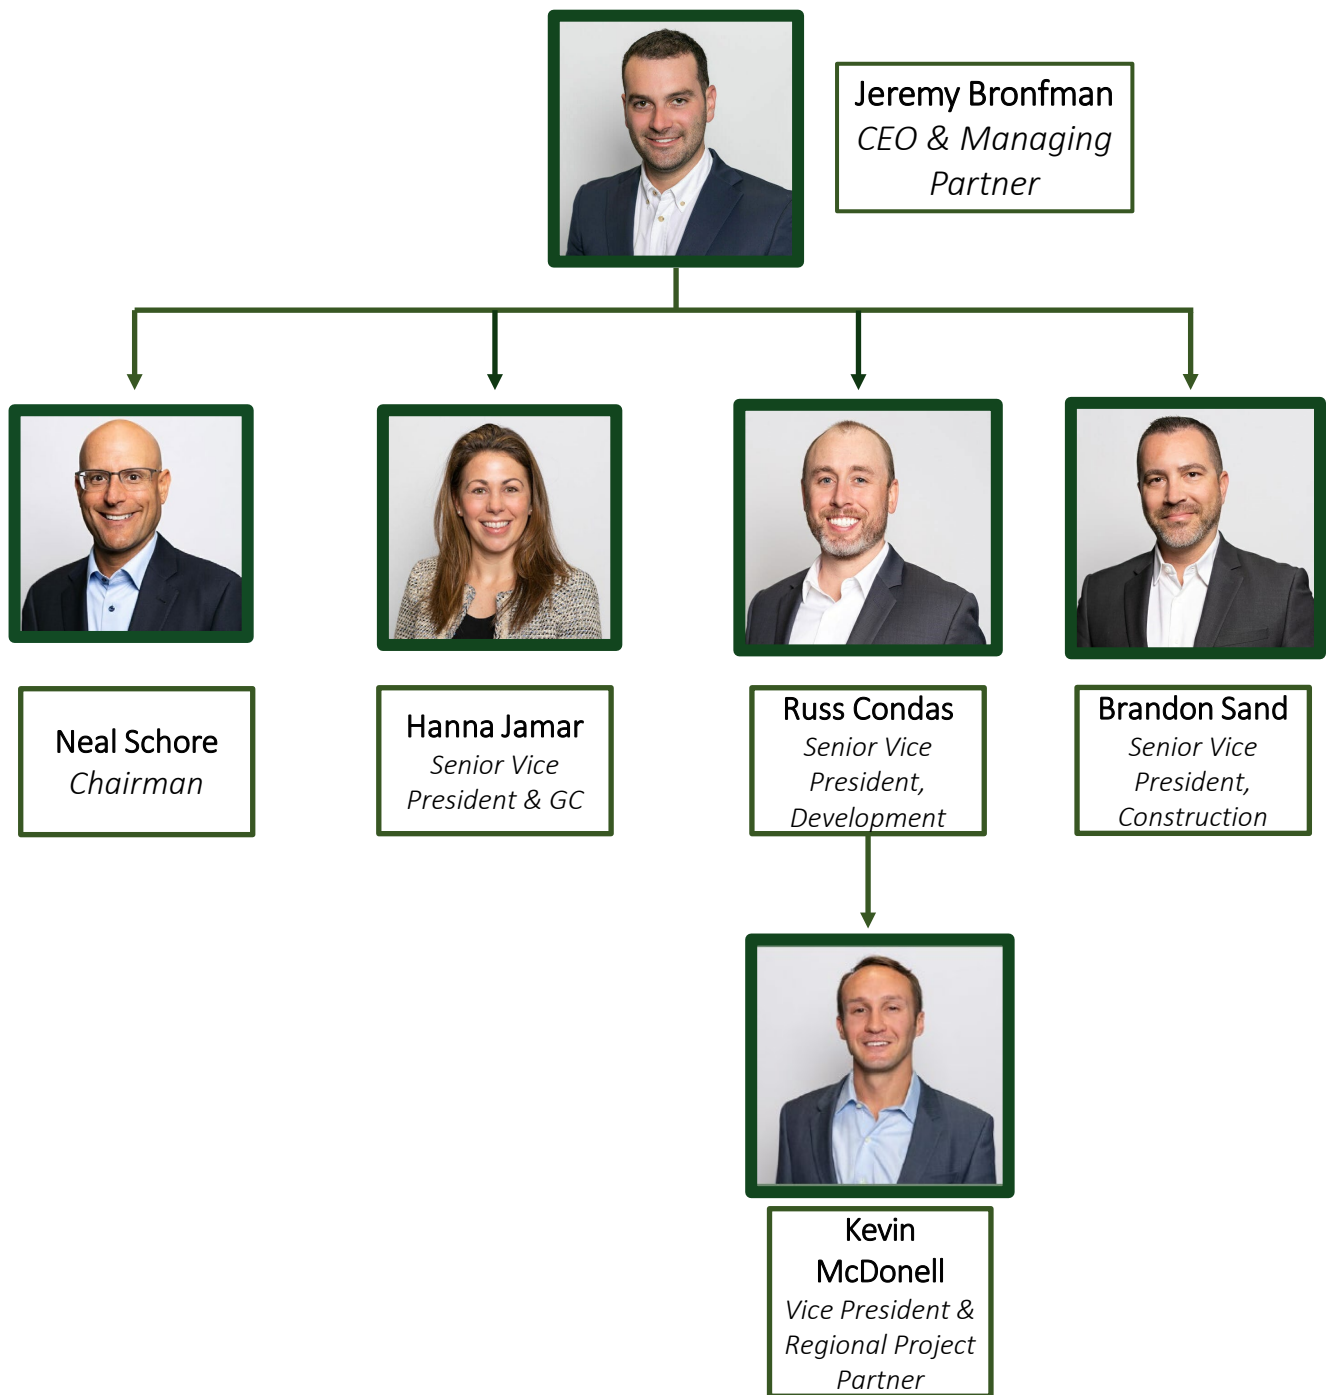 Jeremy Bronfman
CEO & Managing
Partner
Neal Schore
Chairman
Hanna Jamar
Senior Vice
President & GC
Russ Condas
Senior Vice
President,
Development
Brandon Sand
Senior Vice
President,
Construction
Kevin
McDonell
Vice President &
Regional Project
Partner